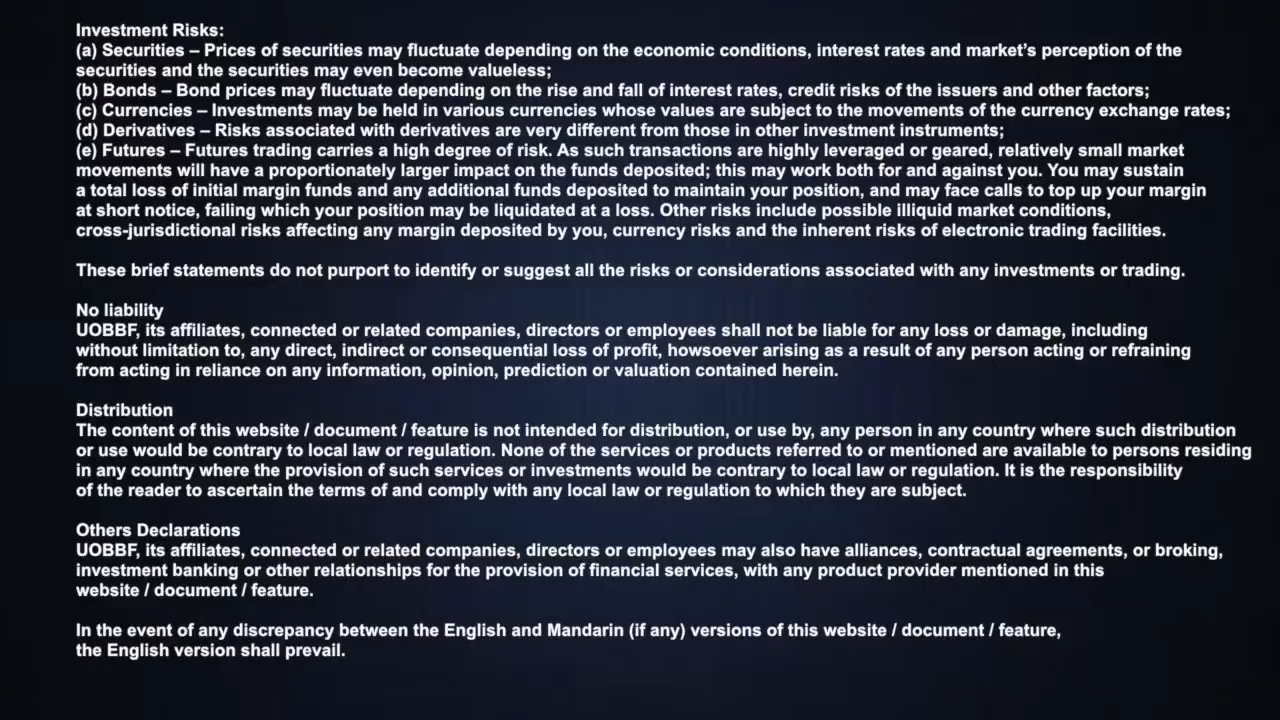 Investment Risks:
(a) Securities – Prices of securities may fluctuate depending on the economic conditions, interest rates and market’s perception of the
securities and the securities may even become valueless;
(b) Bonds – Bond prices may fluctuate depending on the rise and fall of interest rates, credit risks of the issuers and other factors;
(c) Currencies – Investments may be held in various currencies whose values are subject to the movements of the currency exchange rates;
(d) Derivatives – Risks associated with derivatives are very different from those in other investment instruments;
(e) Futures – Futures trading carries a high degree of risk. As such transactions are highly leveraged or geared, relatively small market
movements will have a proportionately larger impact on the funds deposited; this may work both for and against you. You may sustain
a total loss of initial margin funds and any additional funds deposited to maintain your position, and may face calls to top up your margin
at short notice, failing which your position may be liquidated at a loss. Other risks include possible illiquid market conditions,
cross-jurisdictional risks affecting any margin deposited by you, currency risks and the inherent risks of electronic trading facilities.
These brief statements do not purport to identify or suggest all the risks or considerations associated with any investments or trading.
No liability
UOBBF, its affiliates, connected or related companies, directors or employees shall not be liable for any loss or damage, including
without limitation to, any direct, indirect or consequential loss of profit, howsoever arising as a result of any person acting or refraining
from acting in reliance on any information, opinion, prediction or valuation contained herein.
Distribution
The content of this website / document / feature is not intended for distribution, or use by, any person in any country where such distribution
or use would be contrary to local law or regulation. None of the services or products referred to or mentioned are available to persons residing
in any country where the provision of such services or investments would be contrary to local law or regulation. It is the responsibility
of the reader to ascertain the terms of and comply with any local law or regulation to which they are subject.
Others Declarations
UOBBF, its affiliates, connected or related companies, directors or employees may also have alliances, contractual agreements, or broking,
investment banking or other relationships for the provision of financial services, with any product provider mentioned in this
website / document / feature.
In the event of any discrepancy between the English and Mandarin (if any) versions of this website / document / feature,
the English version shall prevail.